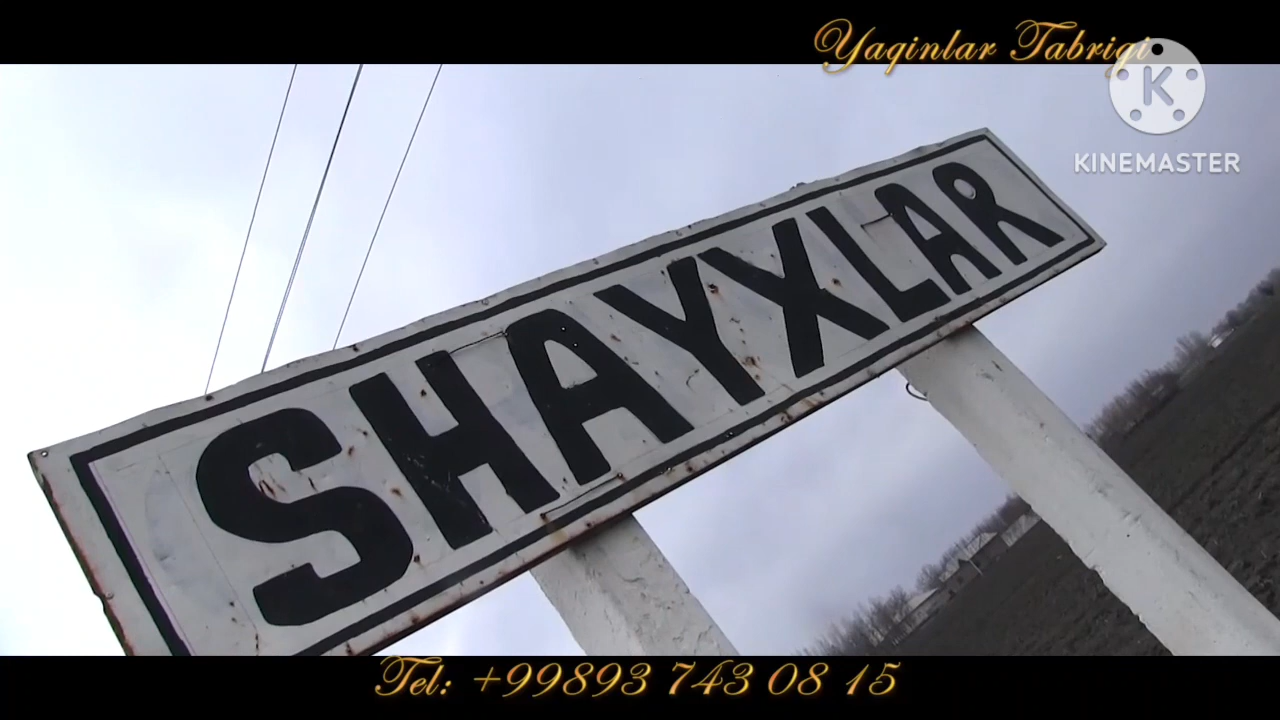 Yaqinlar Tabrigi
K
KINEMASTER
SHAYXLAR
Tel: +99893 743 08 15